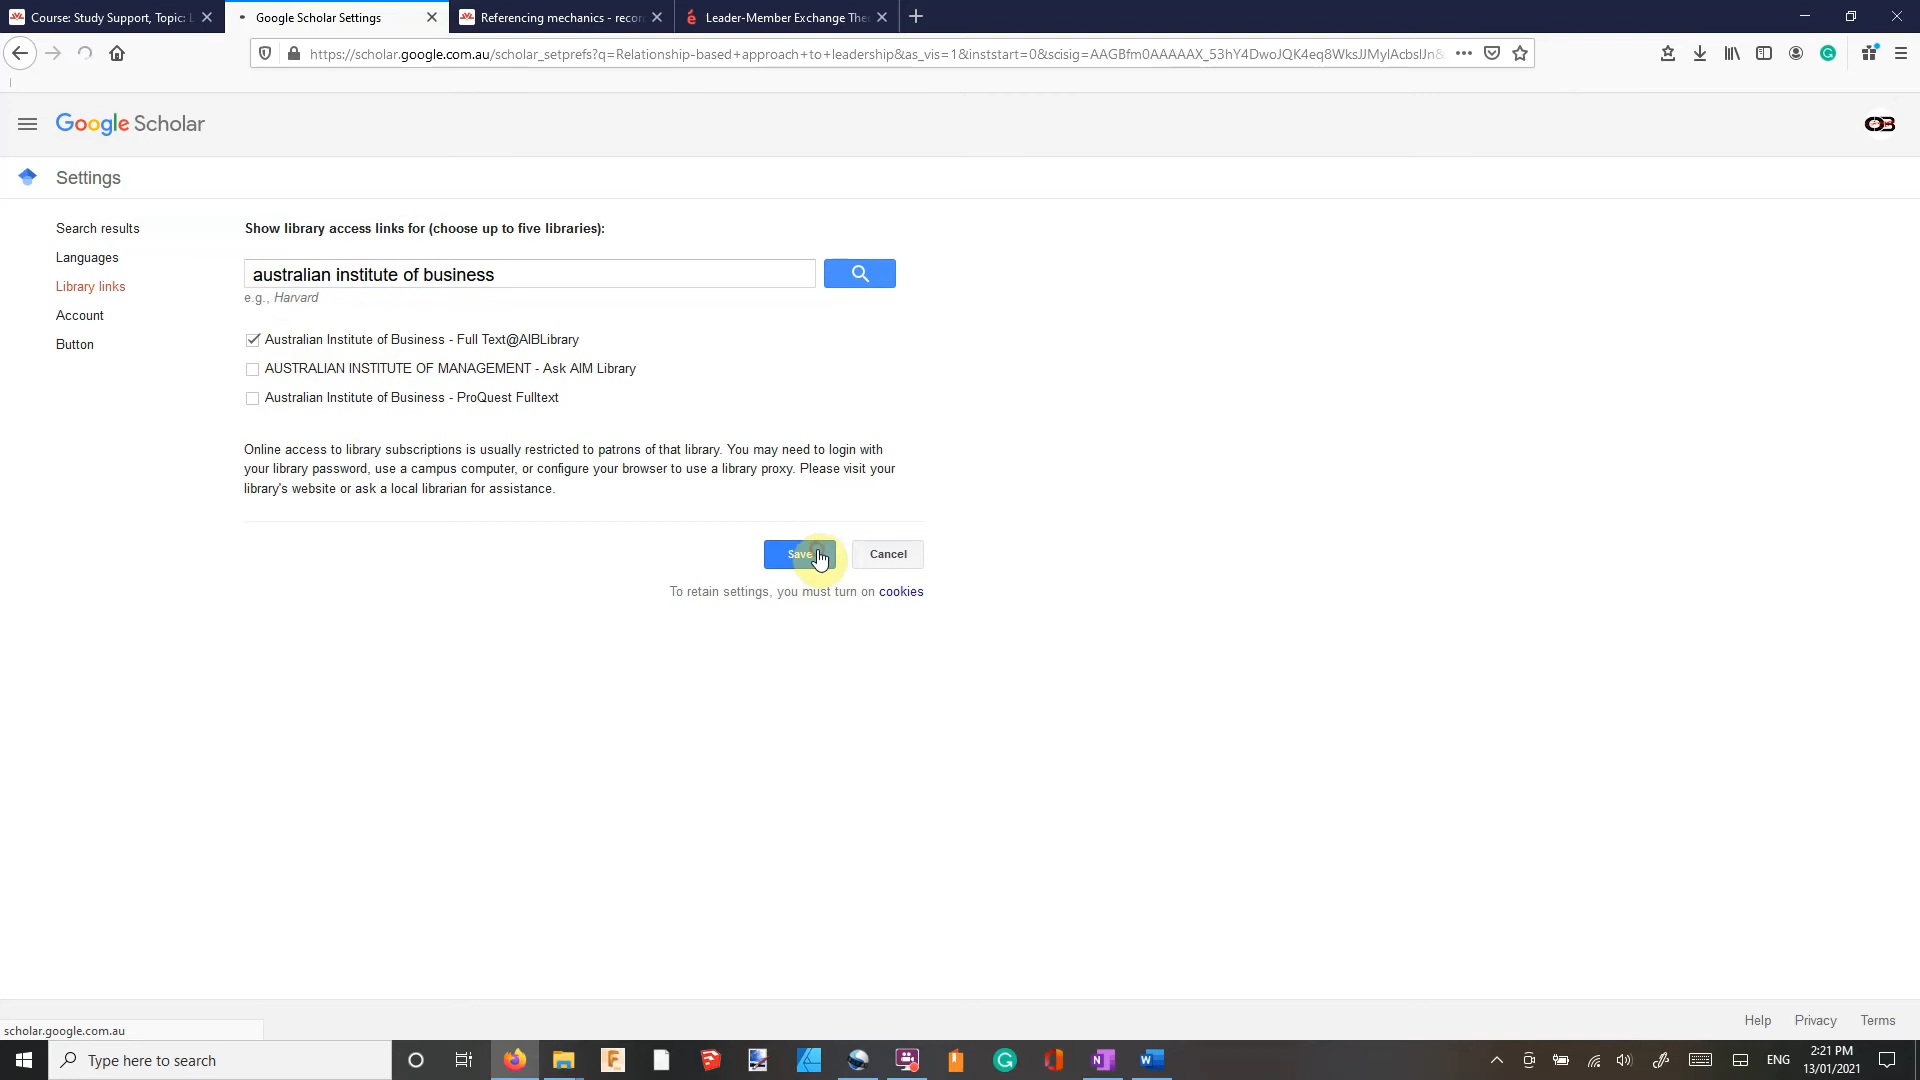 Course: Study Support, Topic:
Google Scholar Settings
Referencing mechanics - recor
Leader-Member Exchange The
https://scholar.google.com.au/scholar_setprefs?q=Relationship-based+approach+to+leadership&as_vis=1&inststart=0&scisig=AAGBfm0AAAAAX_53hY4DwoJQK4eq8WksJJMylAcbslJn&
Google Scholar
OB
Settings
Search results
Languages
Library links
Account
Button
Show library access links for (choose up to five libraries):
australian institute of business
e.g., Harvard
Australian Institute of Business - Full Text@AIBLibrary
AUSTRALIAN INSTITUTE OF MANAGEMENT - Ask AIM Library
Australian Institute of Business - ProQuest Fulltext
Online access to library subscriptions is usually restricted to patrons of that library. You may need to login with
your library password, use a campus computer, or configure your browser to use a library proxy. Please visit your
library's website or ask a local librarian for assistance.
Save
Cancel
To retain settings, you must turn on cookies
Help
Privacy
Terms
scholar.google.com.au
Type here to search
ENG
2:21 PM
13/01/2021